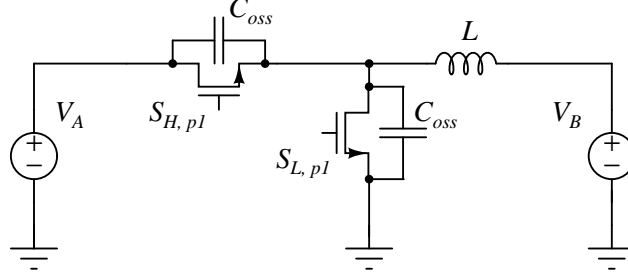 C_oss
L
V_A
S_H, p1
V_B
C_oss
S_L, p1